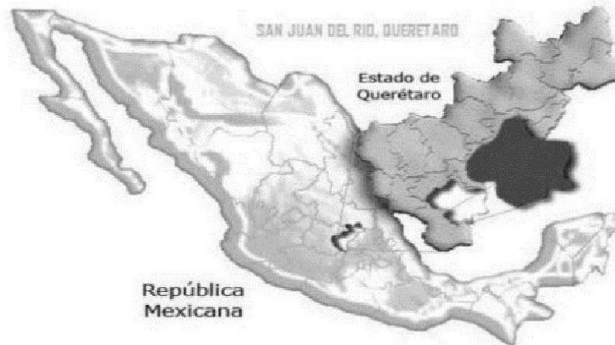 SAN JUAN DEL RIO, QUERETARO
Estado de
Querétaro
República
Mexicana